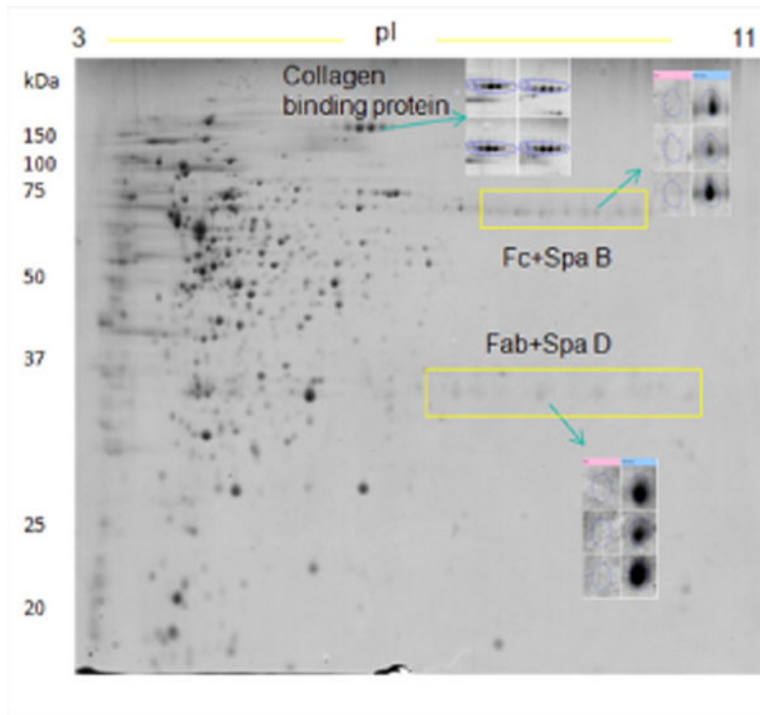 3 pI 11
kDa
Collagen
binding protein
150
100
75
Fc+Spa B
50
Fab+Spa D
37
25
20